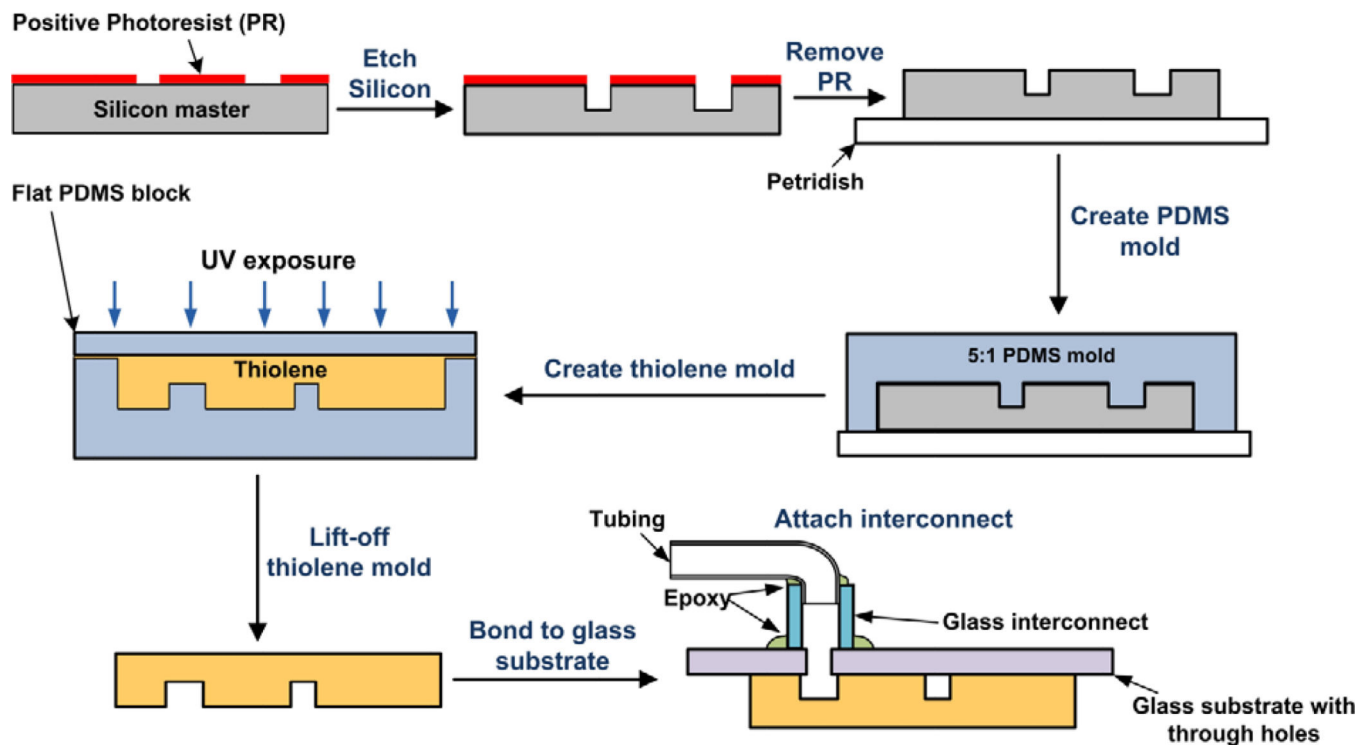 Positive Photoresist (PR)
Silicon master
Etch
Silicon
Remove
PR
Petridish
Create PDMS
mold
Flat PDMS block
UV exposure
Thiolene
Create thiolene mold
5:1 PDMS mold
Lift-off
thiolene mold
Bond to glass
substrate
Tubing
Attach interconnect
Epoxy
Glass interconnect
Glass substrate with
through holes